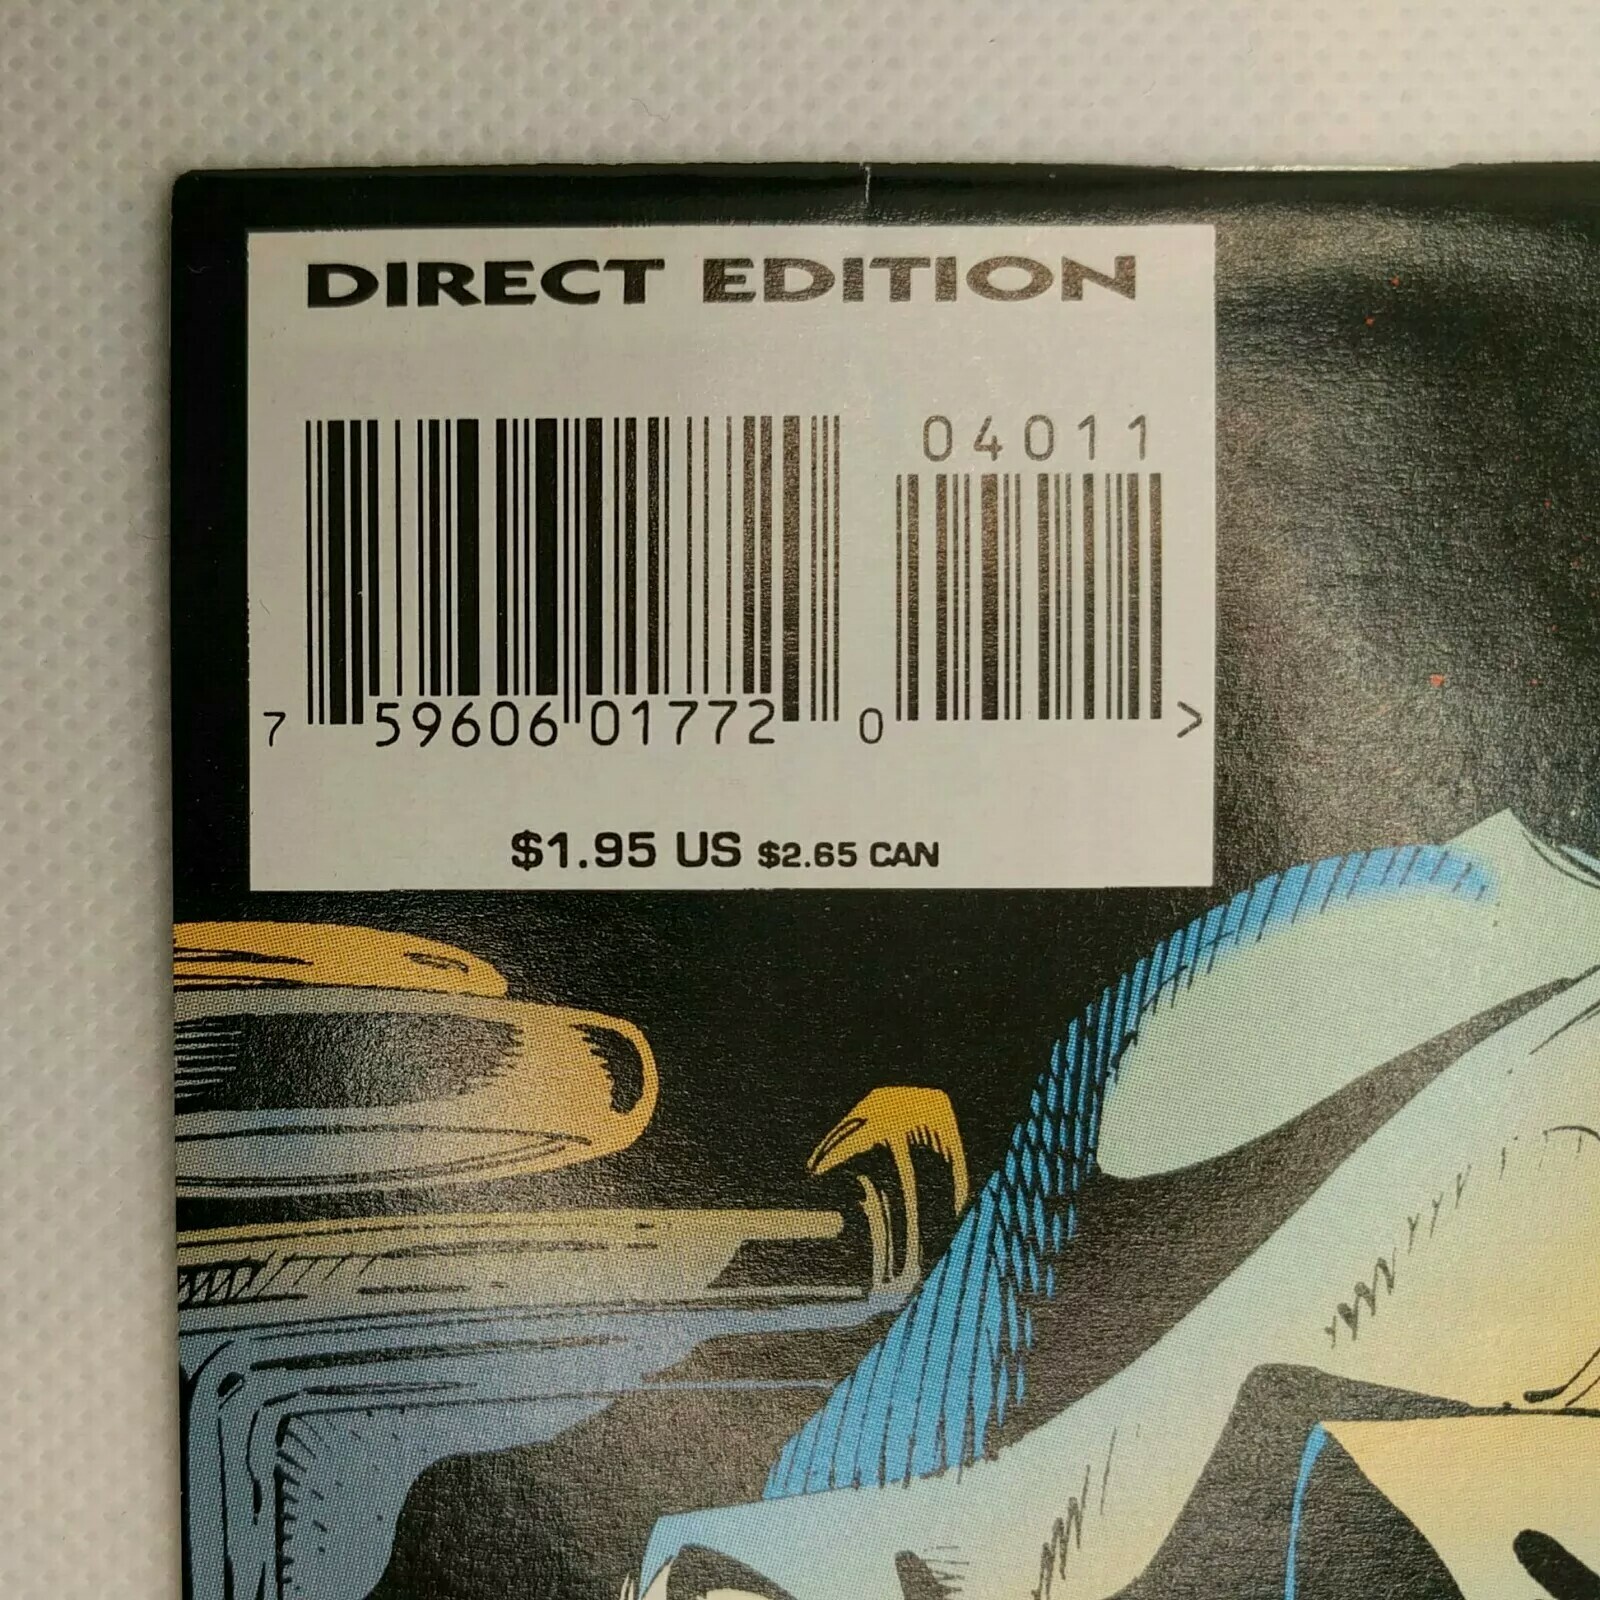 DIRECT EDITION
04011
7 59606 01772 0 >
$1.95 US $2.65 CAN